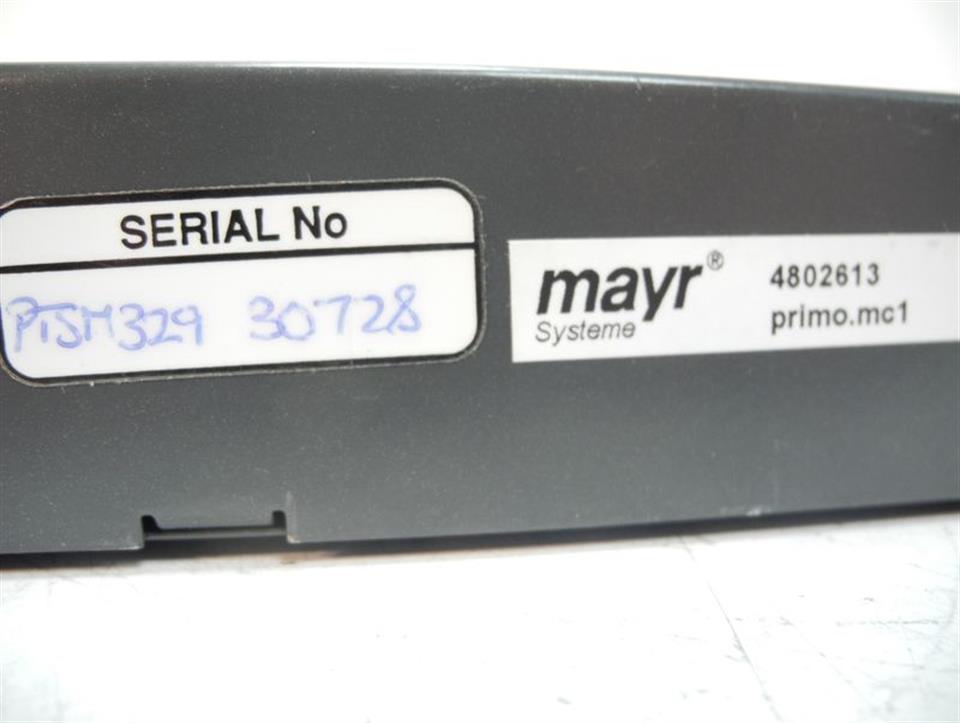 SERIAL No
PTSM329 30728
mayr®
Systeme
4802613
primo.mc1